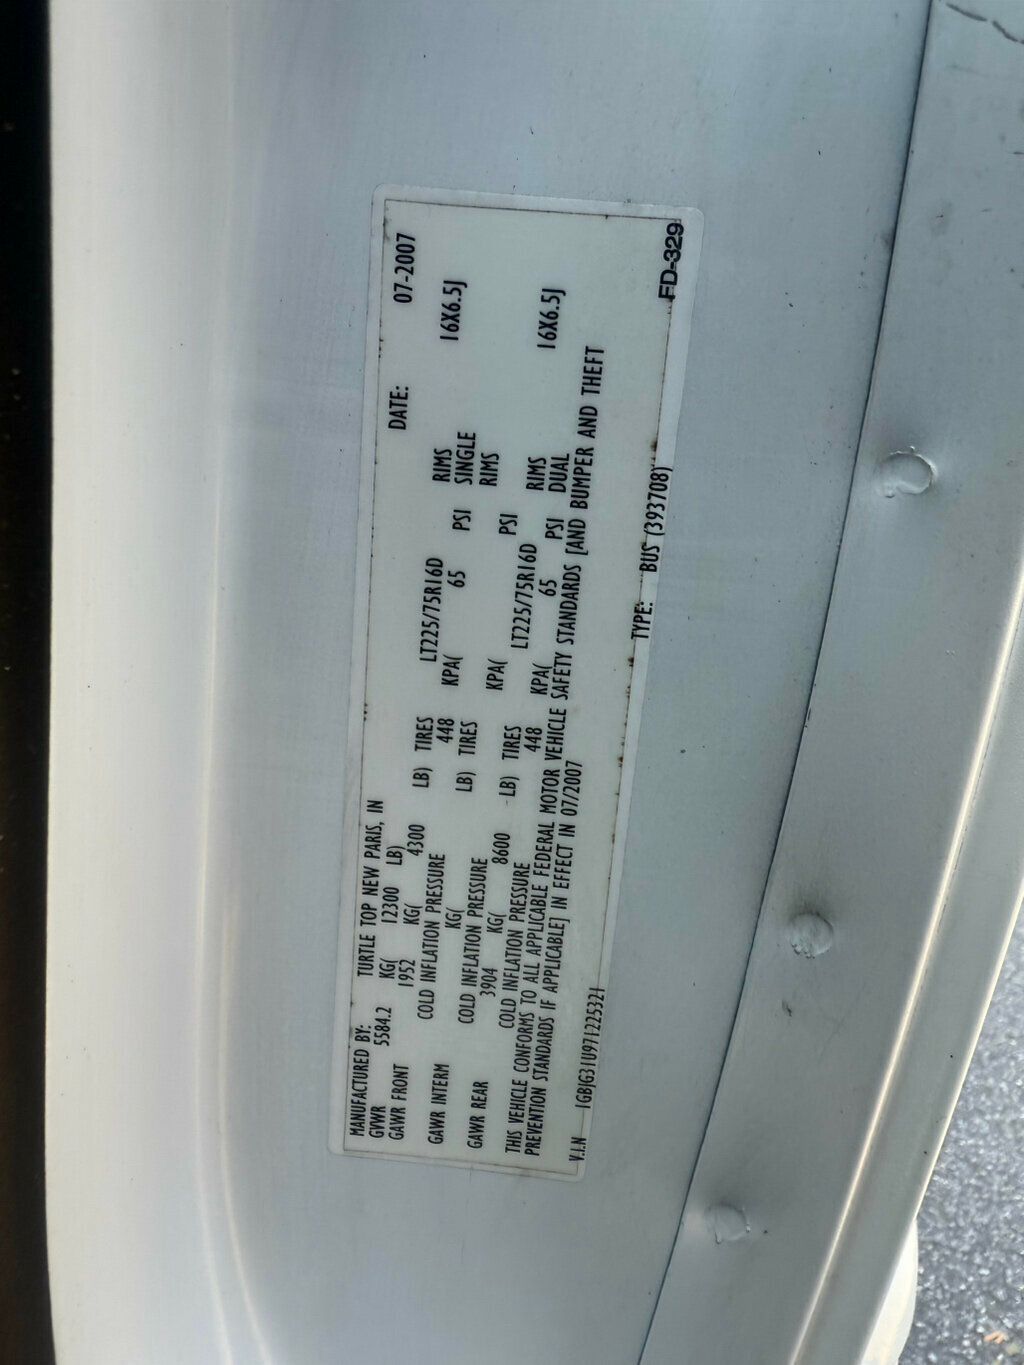 MANUFACTURED BY: TURTLE TOP NEW PARIS, IN DATE: 07-2007
GVWR 5584.2 KG( 12300 LB)
GAWR FRONT 1952 KG( 4300 LB) TIRES LT225/75R16D RIMS 16X6.5J
COLD INFLATION PRESSURE 448 KPA( 65 PSI SINGLE
GAWR INTERM KG( LB) TIRES RIMS
COLD INFLATION PRESSURE KPA( PSI
GAWR REAR 3904 KG( 8600 LB) TIRES LT225/75R16D RIMS 16X6.5J
COLD INFLATION PRESSURE 448 KPA( 65 PSI DUAL
THIS VEHICLE CONFORMS TO ALL APPLICABLE FEDERAL MOTOR VEHICLE SAFETY STANDARDS [AND BUMPER AND THEFT
PREVENTION STANDARDS IF APPLICABLE] IN EFFECT IN 07/2007
V.I.N 1GBJG31U971225321 TYPE: BUS (393708)
FD-329